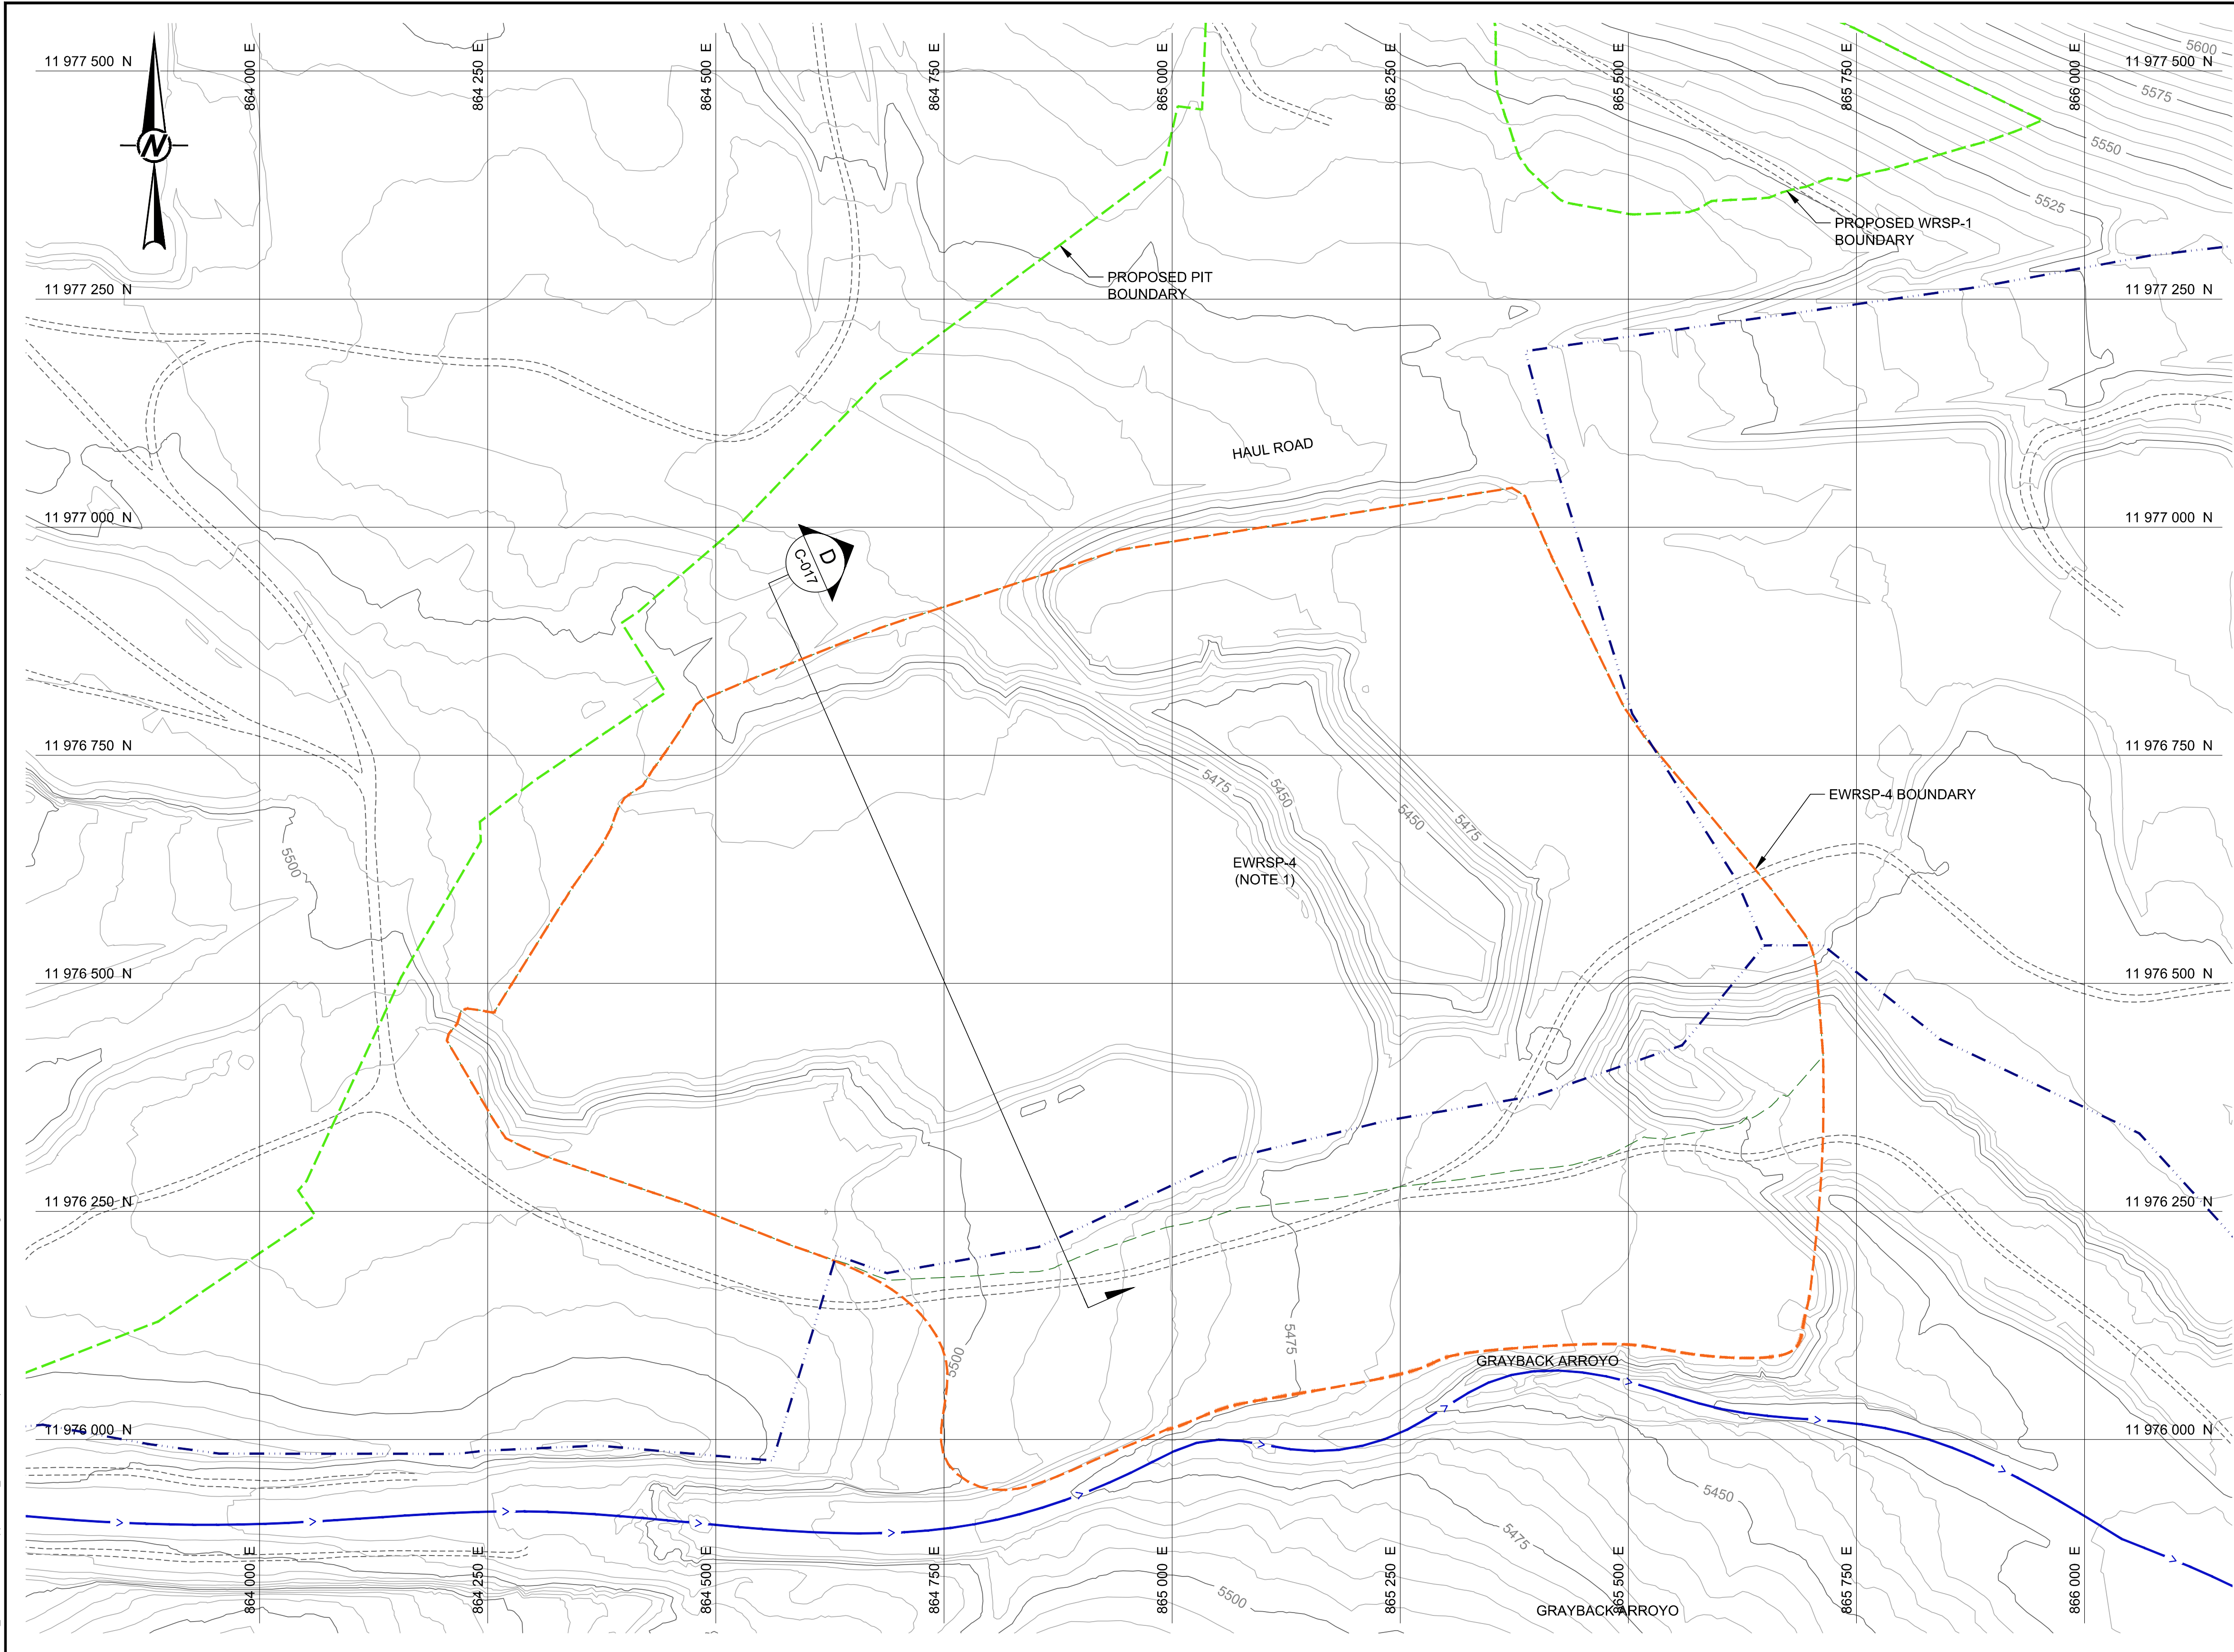 864 000 E
864 250 E
864 500 E
864 750 E
865 000 E
865 250 E
865 500 E
865 750 E
866 000 E
5600
11 977 500 N
11 977 500 N
5575
N
5550
5525
PROPOSED WRSP-1
BOUNDARY
PROPOSED PIT
BOUNDARY
11 977 250 N
11 977 250 N
HAUL ROAD
11 977 000 N
11 977 000 N
D
C-017
11 976 750 N
11 976 750 N
5475
5450
5450
5475
EWRSP-4 BOUNDARY
5500
EWRSP-4
(NOTE 1)
11 976 500 N
11 976 500 N
11 976 250 N
11 976 250 N
5500
5475
GRAYBACK ARROYO
11 976 000 N
11 976 000 N
5450
5475
5500
GRAYBACK ARROYO
864 000 E
864 250 E
864 500 E
864 750 E
865 000 E
865 250 E
865 500 E
865 750 E
866 000 E